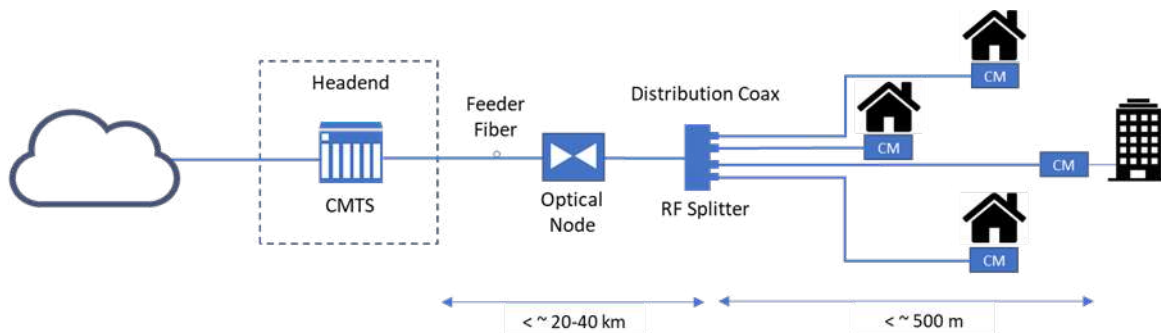 Headend
CMTS
Feeder
Fiber
Optical
Node
Distribution Coax
RF Splitter
CM
CM
CM
CM
< ~ 20-40 km
< ~ 500 m